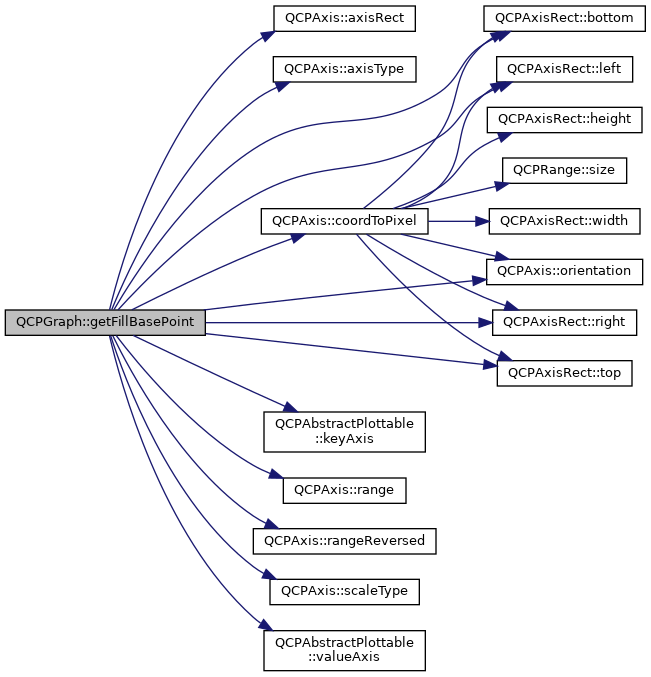 QCPAxis::axisRect
QCPAxisRect::bottom
QCPAxis::axisType
QCPAxisRect::left
QCPAxisRect::height
QCPRange::size
QCPAxis::coordToPixel
QCPAxisRect::width
QCPAxis::orientation
QCPGraph::getFillBasePoint
QCPAxisRect::right
QCPAxisRect::top
QCPAbstractPlottable
::keyAxis
QCPAxis::range
QCPAxis::rangeReversed
QCPAxis::scaleType
QCPAbstractPlottable
::valueAxis